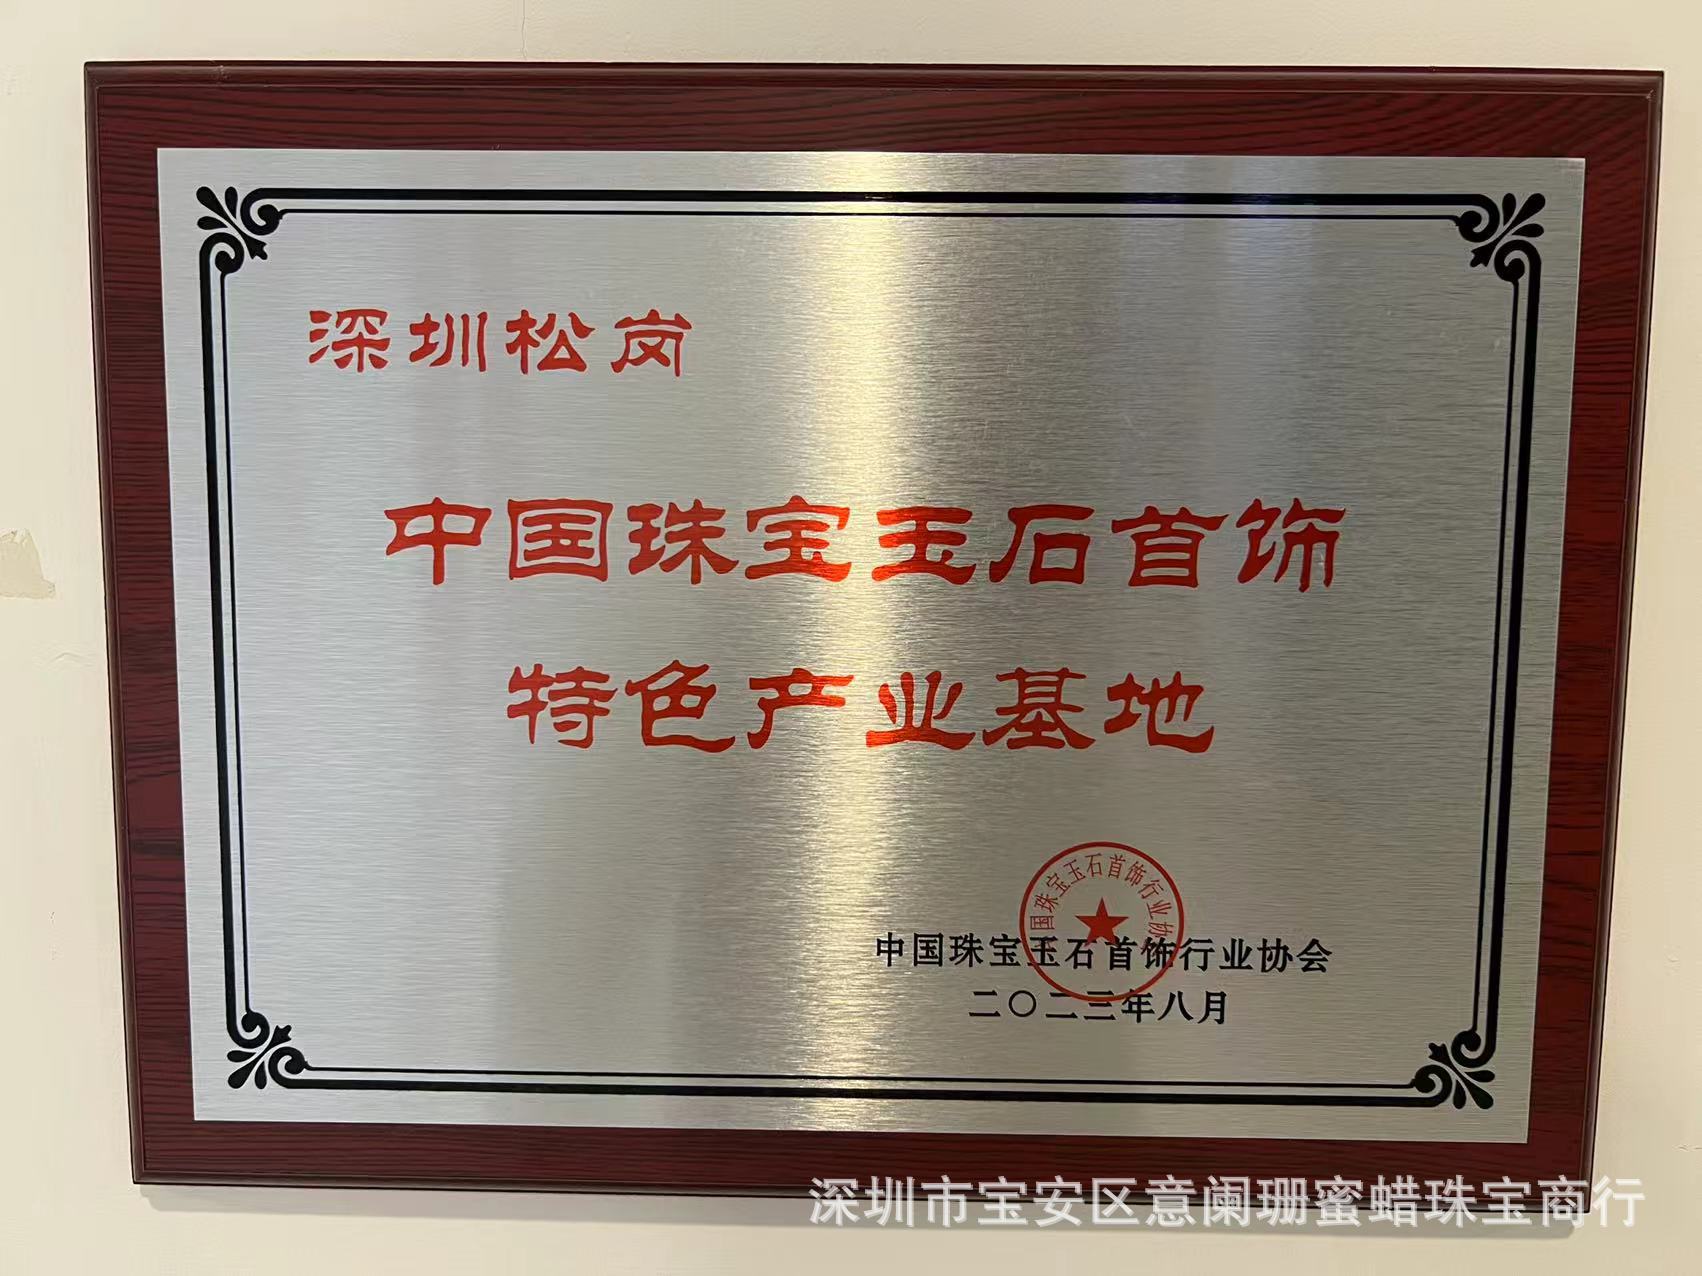 深圳松岗
中国珠宝玉石首饰
特色产业基地
国珠宝玉石首饰行业协
中国珠宝玉石首饰行业协会
二〇二三年八月
深圳市宝安区意阑珊蜜蜡珠宝商行